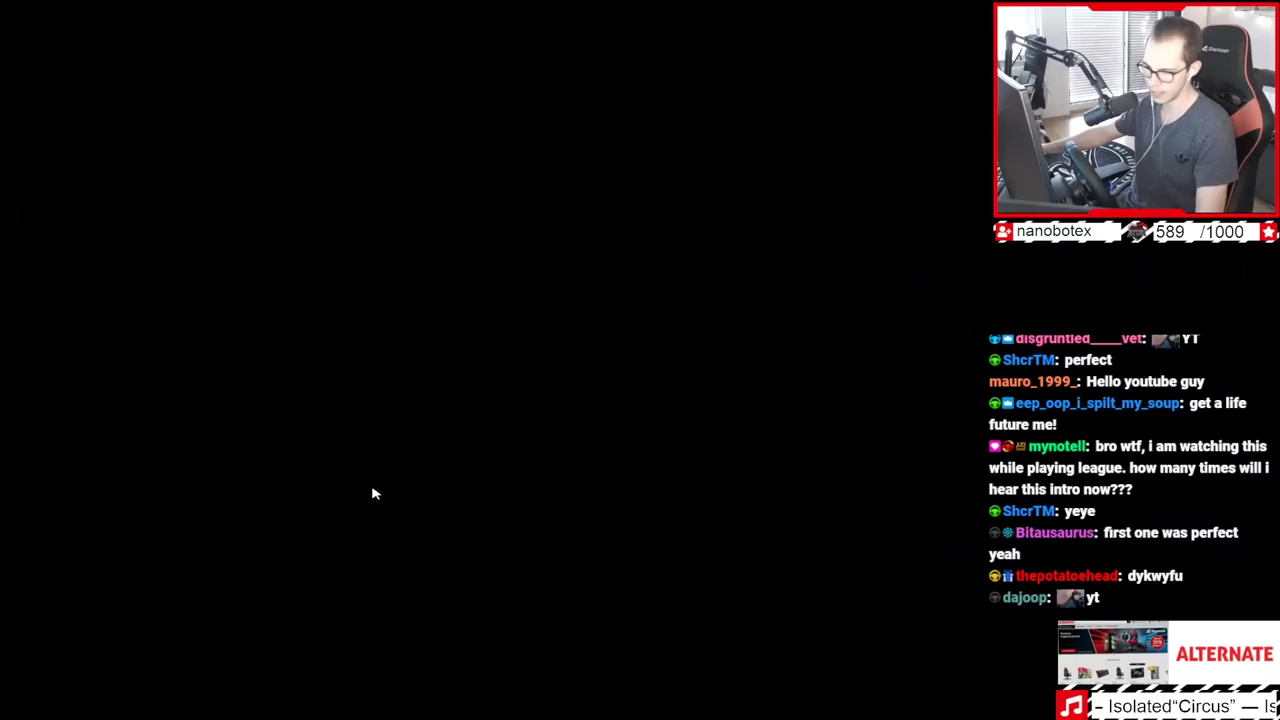 nanobotex 589 /1000
disgruntled_____vet: YT
ShcrTM: perfect
mauro_1999_: Hello youtube guy
eep_oop_i_spilt_my_soup: get a life
future me!
mynotell: bro wtf, i am watching this
while playing league. how many times will i
hear this intro now???
ShcrTM: yeye
Bitausaurus: first one was perfect
yeah
thepotatoehead: dykwyfu
dajoop: yt
ALTERNATE
– Isolated“Circus” — Is